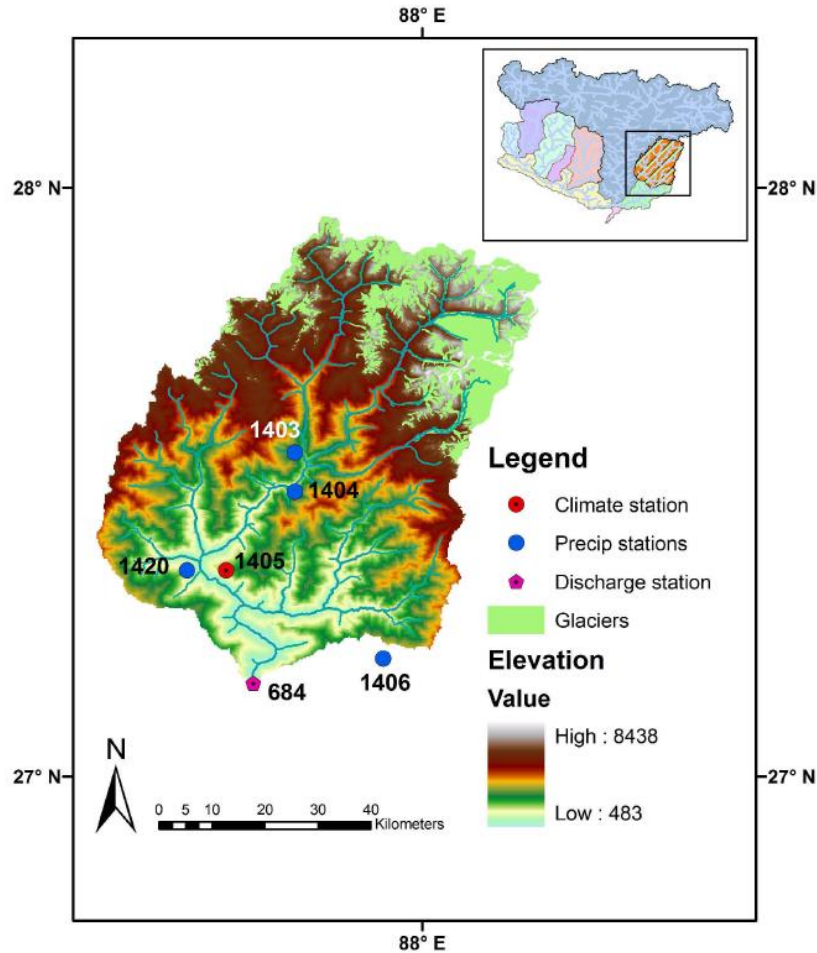 88° E
28° N
28° N
1403
1404
1420
1405
1406
684
Legend
Climate station
Precip stations
Discharge station
Glaciers
Elevation
Value
High : 8438
Low : 483
N
0 5 10 20 30 40
Kilometers
27° N
27° N
88° E